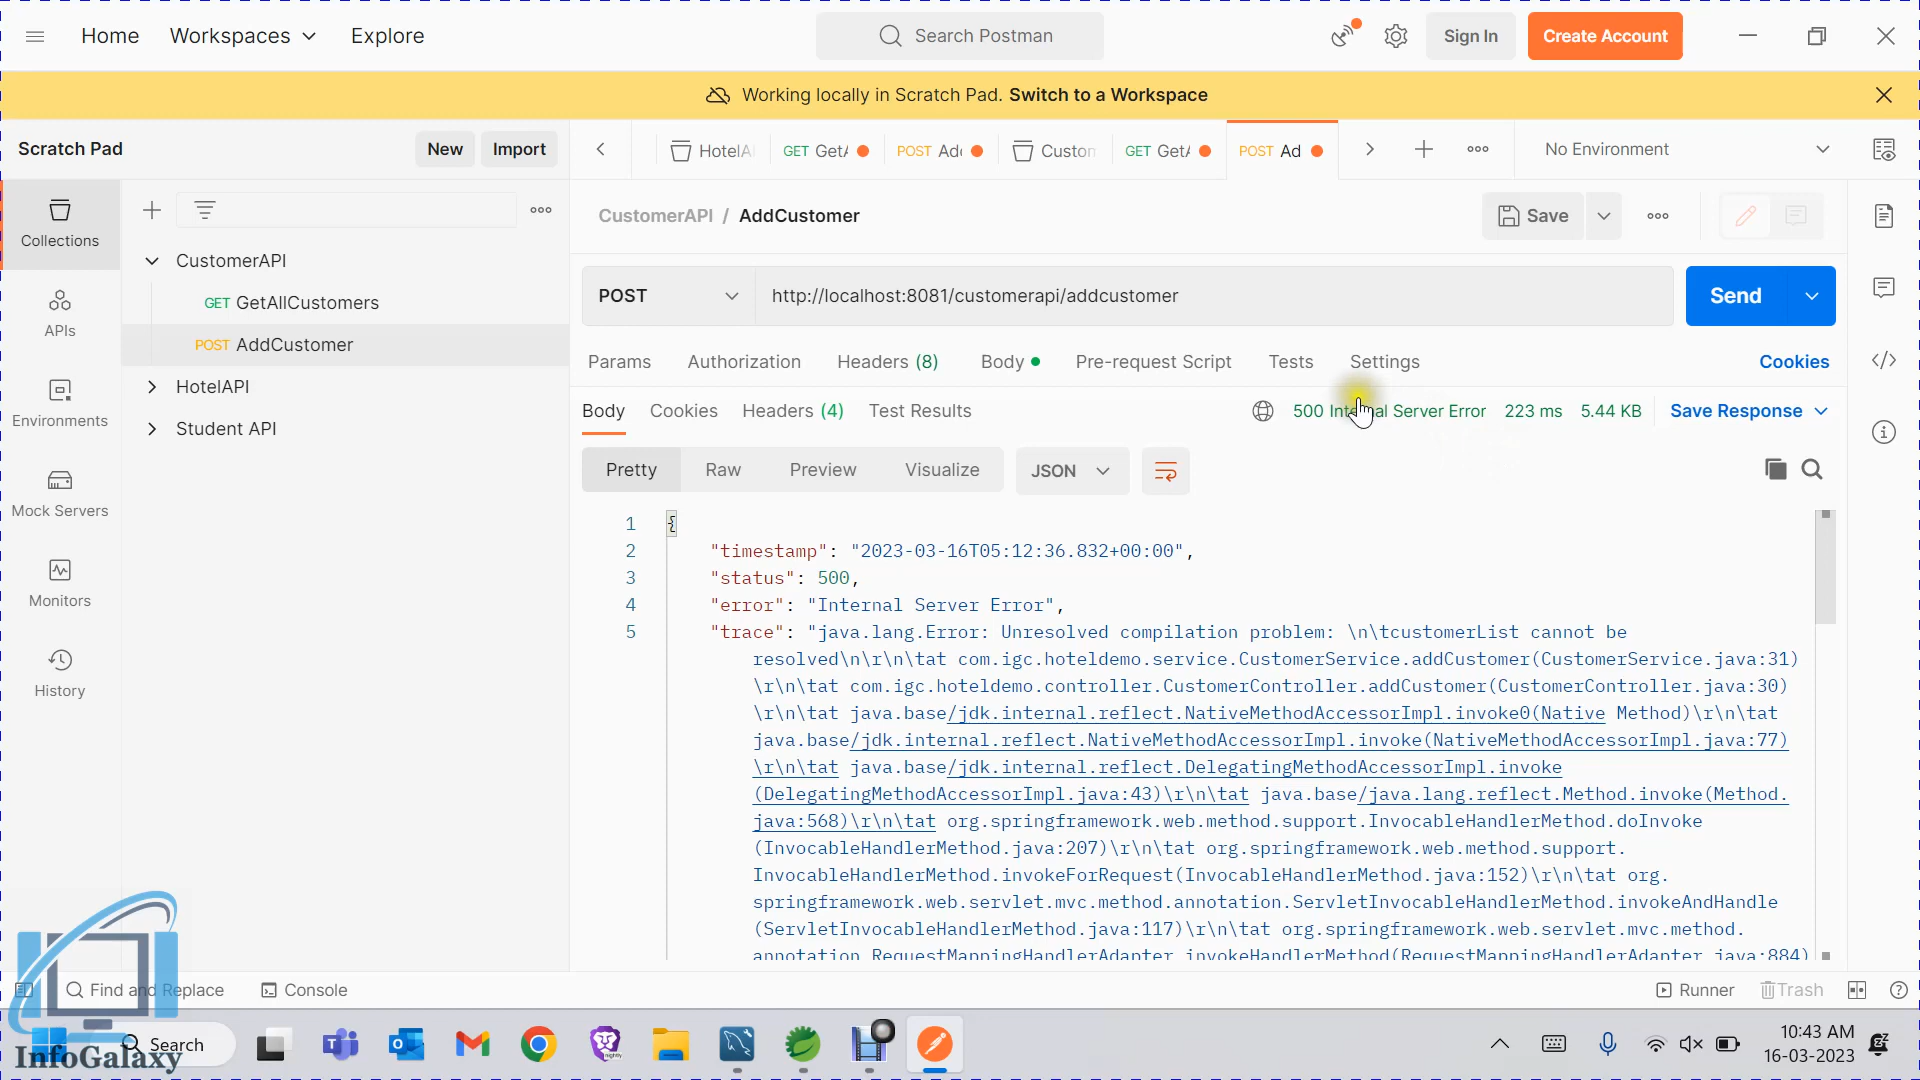 Home Workspaces Explore
Search Postman
Sign In Create Account
Working locally in Scratch Pad. Switch to a Workspace
Scratch Pad New Import
HotelA GET Get POST Ad Custon GET Get POST Ad
No Environment
Collections
APIs
Environments
Mock Servers
Monitors
History
CustomerAPI
GET GetAllCustomers
POST AddCustomer
HotelAPI
Student API
CustomerAPI / AddCustomer
Save
POST http://localhost:8081/customerapi/addcustomer
Send
Params Authorization Headers (8) Body Pre-request Script Tests Settings Cookies
Body Cookies Headers (4) Test Results
500 Internal Server Error 223 ms 5.44 KB Save Response
Pretty Raw Preview Visualize JSON
1 {
2 "timestamp": "2023-03-16T05:12:36.832+00:00",
3 "status": 500,
4 "error": "Internal Server Error",
5 "trace": "java.lang.Error: Unresolved compilation problem: \n\tcustomerList cannot be
resolved\n\r\n\tat com.igc.hoteldemo.service.CustomerService.addCustomer(CustomerService.java:31)
\r\n\tat com.igc.hoteldemo.controller.CustomerController.addCustomer(CustomerController.java:30)
\r\n\tat java.base/jdk.internal.reflect.NativeMethodAccessorImpl.invoke0(Native Method)\r\n\tat
java.base/jdk.internal.reflect.NativeMethodAccessorImpl.invoke(NativeMethodAccessorImpl.java:77)
\r\n\tat java.base/jdk.internal.reflect.DelegatingMethodAccessorImpl.invoke
(DelegatingMethodAccessorImpl.java:43)\r\n\tat java.base/java.lang.reflect.Method.invoke(Method.
java:568)\r\n\tat org.springframework.web.method.support.InvocableHandlerMethod.doInvoke
(InvocableHandlerMethod.java:207)\r\n\tat org.springframework.web.method.support.
InvocableHandlerMethod.invokeForRequest(InvocableHandlerMethod.java:152)\r\n\tat org.
springframework.web.servlet.mvc.method.annotation.ServletInvocableHandlerMethod.invokeAndHandle
(ServletInvocableHandlerMethod.java:117)\r\n\tat org.springframework.web.servlet.mvc.method.
annotation.RequestMappingHandlerAdapter.invokeHandlerMethod(RequestMappingHandlerAdapter.java:884)
Find and Replace Console
Runner Trash
Search
InfoGalaxy
10:43 AM
16-03-2023